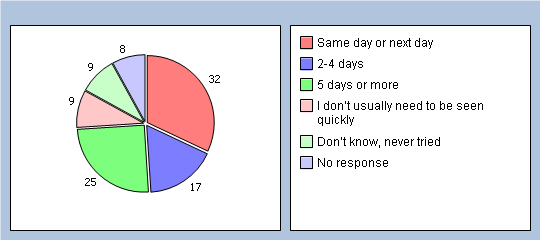 8
9
9
32
25
17
Same day or next day
2-4 days
5 days or more
I don't usually need to be seen
quickly
Don't know, never tried
No response